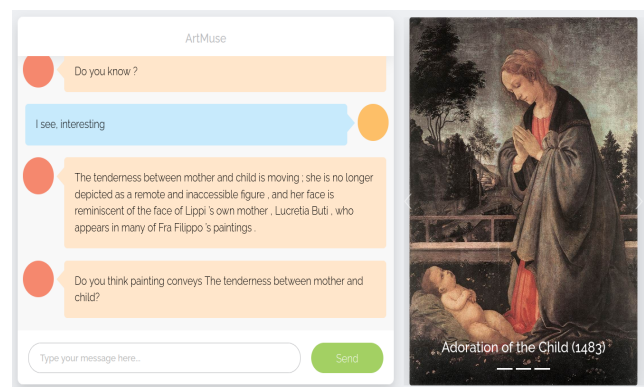 ArtMuse
Do you know ?
I see, interesting
The tenderness between mother and child is moving ; she is no longer
depicted as a remote and inaccessible figure , and her face is
reminiscent of the face of Lippi 's own mother , Lucretia Buti , who
appears in many of Fra Filippo 's paintings .
Do you think painting conveys The tenderness between mother and
child?
Type your message here...
Send
Adoration of the Child (1483)